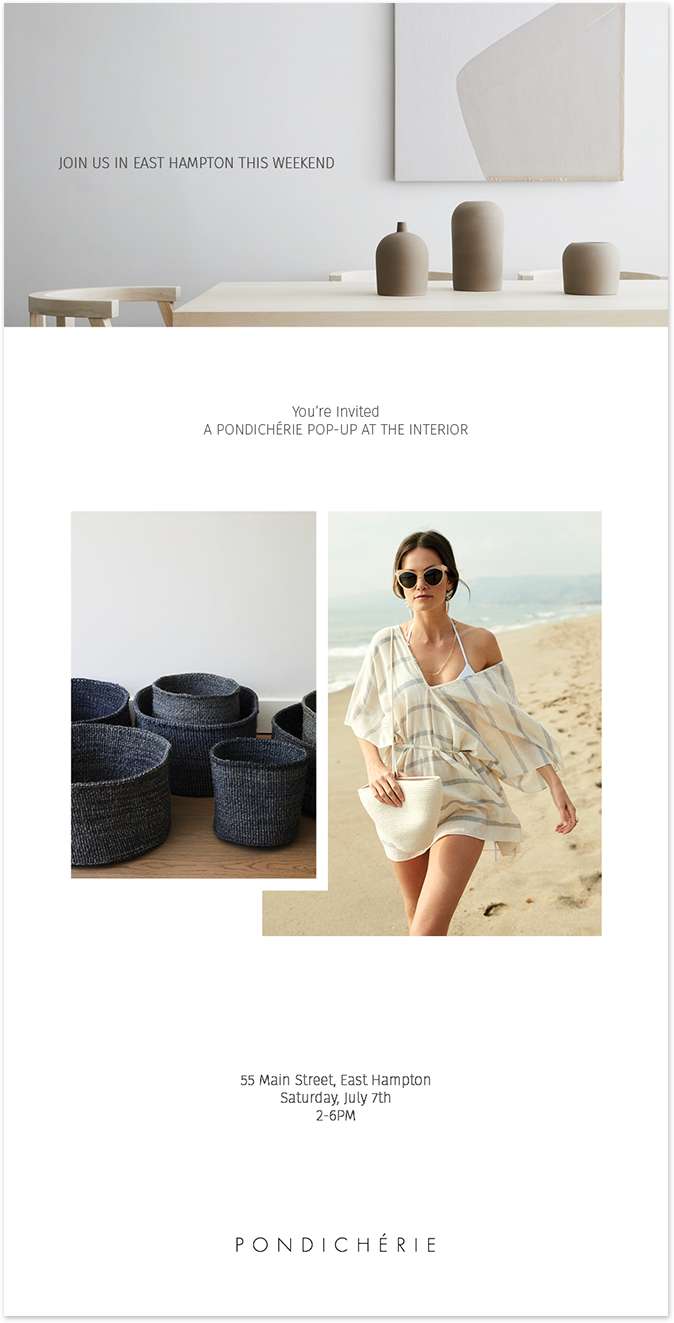 JOIN US IN EAST HAMPTON THIS WEEKEND
You're Invited
A PONDICHÉRIE POP-UP AT THE INTERIOR
55 Main Street, East Hampton
Saturday, July 7th
2-6PM
PONDICHÉRIE